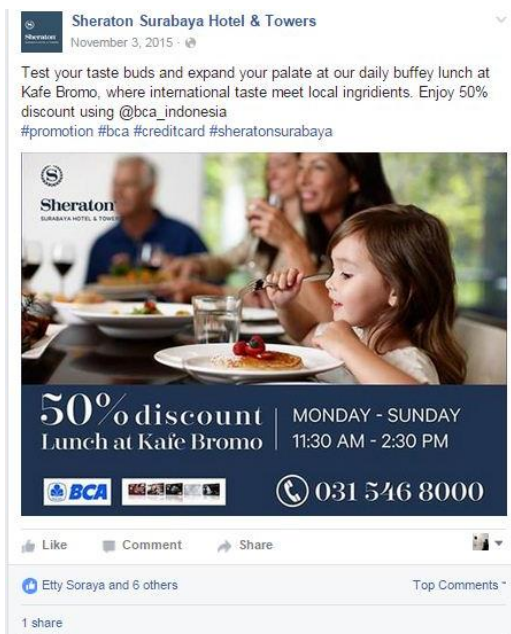 Sheraton
Sheraton Surabaya Hotel & Towers
November 3, 2015
Test your taste buds and expand your palate at our daily buffey lunch at
Kafe Bromo, where international taste meet local ingridients. Enjoy 50%
discount using @bca_indonesia
#promotion #bca #creditcard #sheratonsurabaya
Sheraton
SURABAYA HOTEL & TOWERS
50% discount
Lunch at Kafe Bromo
MONDAY - SUNDAY
11:30 AM - 2:30 PM
BCA
031 546 8000
Like
Comment
Share
Etty Soraya and 6 others
Top Comments
1 share